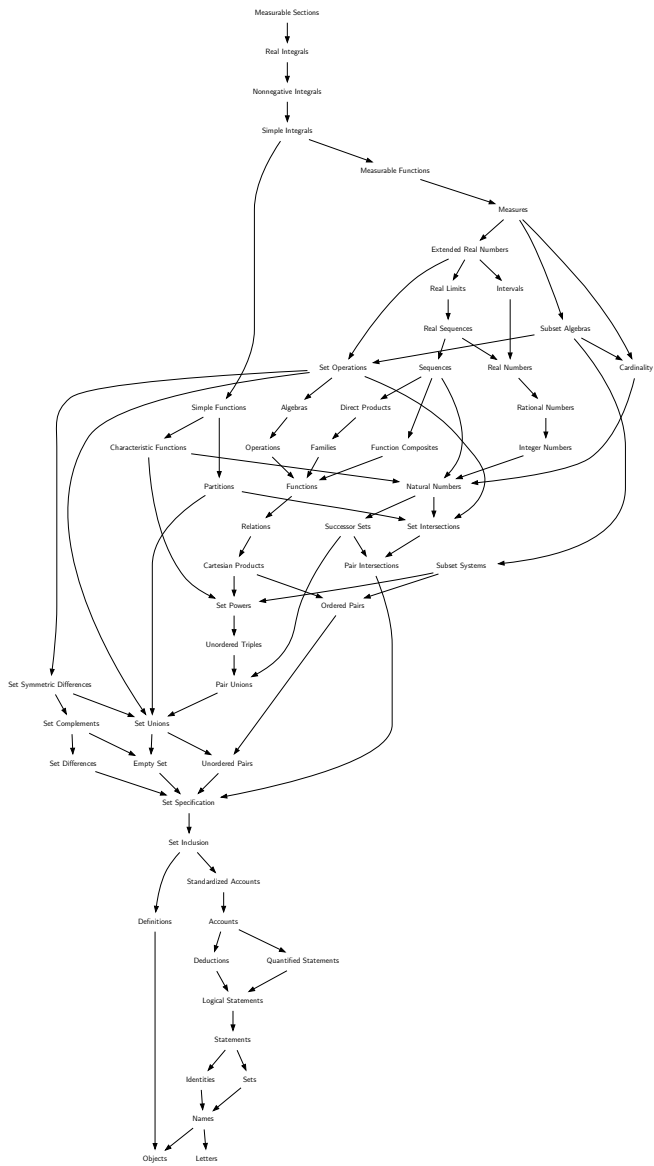 Measurable Sections
Real Integrals
Nonnegative Integrals
Simple Integrals
Measurable Functions
Measures
Extended Real Numbers
Real Limits
Intervals
Real Sequences
Subset Algebras
Set Operations
Sequences
Real Numbers
Cardinality
Simple Functions
Algebras
Direct Products
Rational Numbers
Characteristic Functions
Operations
Families
Function Composites
Integer Numbers
Partitions
Functions
Natural Numbers
Relations
Successor Sets
Set Intersections
Cartesian Products
Pair Intersections
Subset Systems
Set Powers
Ordered Pairs
Unordered Triples
Set Symmetric Differences
Pair Unions
Set Complements
Set Unions
Set Differences
Empty Set
Unordered Pairs
Set Specification
Set Inclusion
Standardized Accounts
Definitions
Accounts
Deductions
Quantified Statements
Logical Statements
Statements
Identities
Sets
Names
Objects
Letters